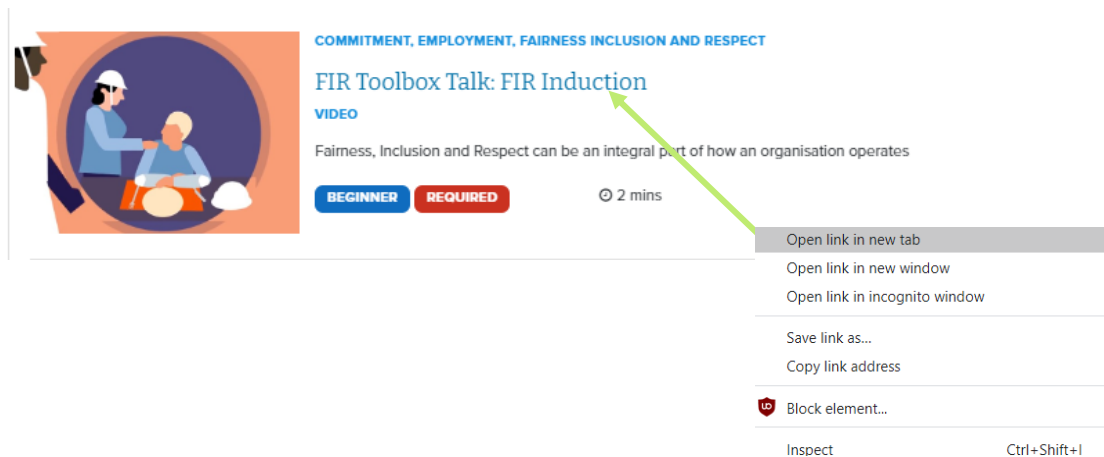 COMMITMENT, EMPLOYMENT, FAIRNESS INCLUSION AND RESPECT
FIR Toolbox Talk: FIR Induction
VIDEO
Fairness, Inclusion and Respect can be an integral part of how an organisation operates
BEGINNER REQUIRED 2 mins
Open link in new tab
Open link in new window
Open link in incognito window
Save link as...
Copy link address
Block element...
Inspect Ctrl+Shift+I